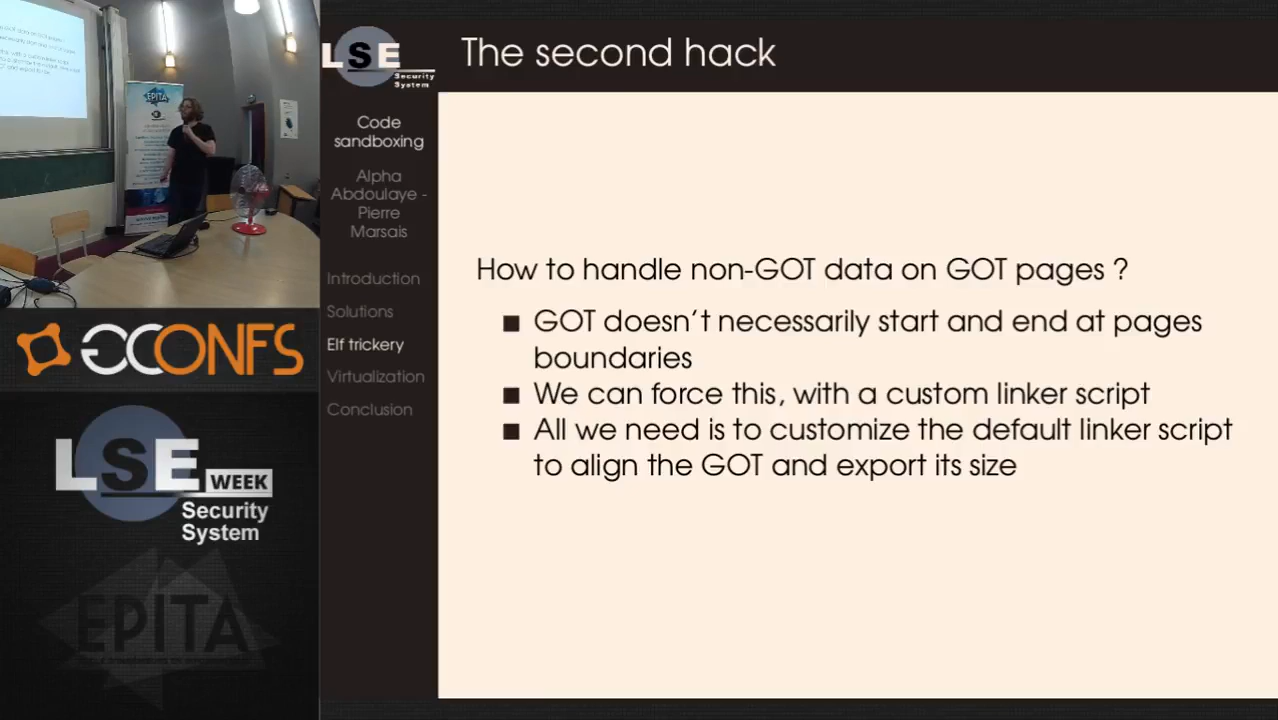 The second hack
LSE
Security
System
Code
sandboxing
Alpha
Abdoulaye -
Pierre
Marsais
Introduction
Solutions
Elf trickery
Virtualization
Conclusion
How to handle non-GOT data on GOT pages ?
GOT doesn't necessarily start and end at pages
boundaries
We can force this, with a custom linker script
All we need is to customize the default linker script
to align the GOT and export its size
EPITA
GCONFS
LSE
WEEK
Security
System
EPITA